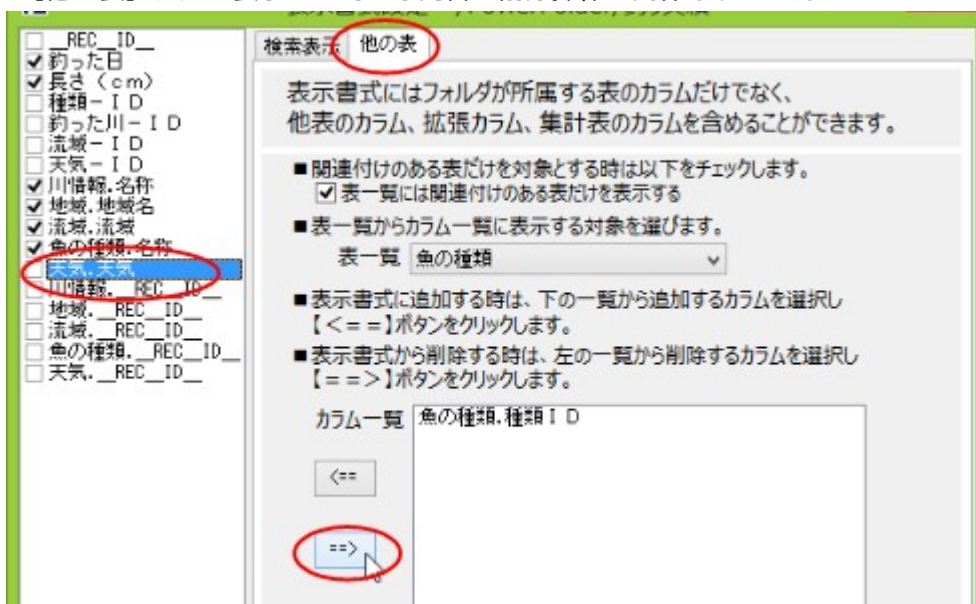 __REC__ID__
釣った日
長さ（ｃｍ）
種類－ＩＤ
釣った川－ＩＤ
流域－ＩＤ
天気－ＩＤ
川情報.名称
地域.地域名
流域.流域
魚の種類.名称
天気.天気
川情報.__REC__ID__
地域.__REC__ID__
流域.__REC__ID__
魚の種類.__REC__ID__
天気.__REC__ID__
検索表示 他の表
表示書式にはフォルダが所属する表のカラムだけでなく、
他表のカラム、拡張カラム、集計表のカラムを含めることができます。
■関連付けのある表だけを対象とする時は以下をチェックします。
表一覧には関連付けのある表だけを表示する
■表一覧からカラム一覧に表示する対象を選びます。
表一覧 魚の種類
■表示書式に追加する時は、下の一覧から追加するカラムを選択し
【＜＝＝】ボタンをクリックします。
■表示書式から削除する時は、左の一覧から削除するカラムを選択し
【＝＝＞】ボタンをクリックします。
カラム一覧 魚の種類.種類ＩＤ
<==
==>